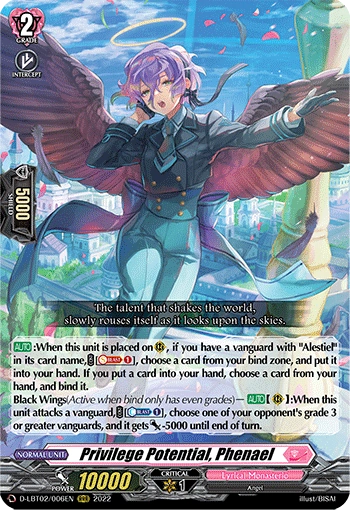 2
GRADE
INTERCEPT
5000
SHIELD
The talent that shakes the world,
slowly rouses itself as it looks upon the skies.
AUTO :When this unit is placed on R, if you have a vanguard with "Alestiel"
in its card name, [COUNTER BLAST 1], choose a card from your bind zone, and put it
into your hand. If you put a card into your hand, choose a card from your
hand, and bind it.
Black Wings(Active when bind only has even grades)—AUTO [R]:When this
unit attacks a vanguard, [SOUL BLAST 1], choose one of your opponent's grade 3
or greater vanguards, and it gets -5000 until end of turn.
NORMAL UNIT
Privilege Potential, Phenael
POWER 10000
CRITICAL
1
Lyrical Monasterio
Angel
D-LBT02/006EN RRR 2022
illust/BISAI